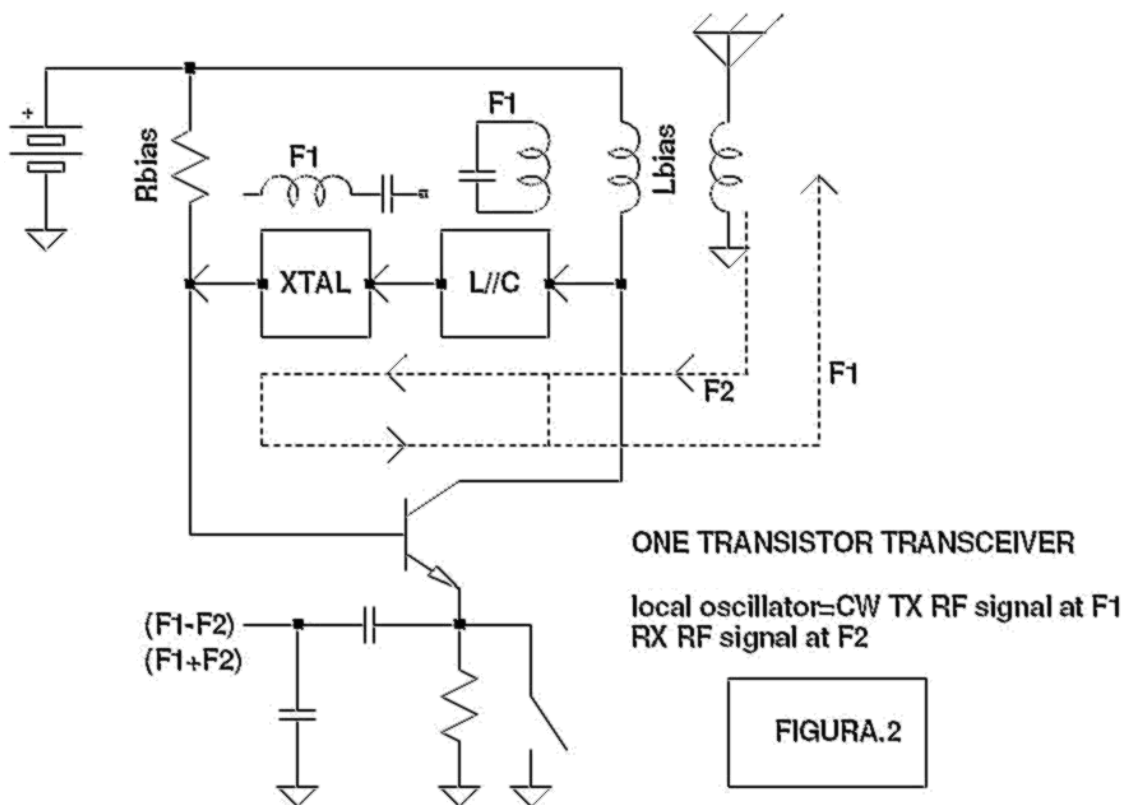 +
Rbias
F1
F1
Lbias
XTAL
L//C
F2
F1
ONE TRANSISTOR TRANSCEIVER
local oscillator=CW TX RF signal at F1
RX RF signal at F2
(F1-F2)
(F1+F2)
FIGURA.2